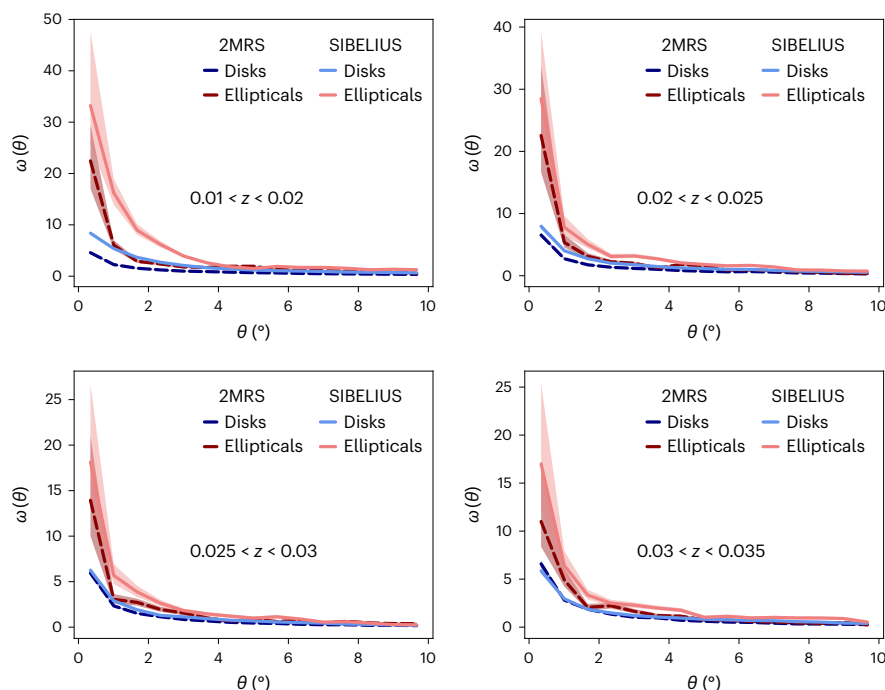 2MRS SIBELIUS
Disks Disks
Ellipticals Ellipticals
0.01 < z < 0.02
ω (θ)
50
40
30
20
10
0
0 2 4 6 8 10
θ (°)
2MRS SIBELIUS
Disks Disks
Ellipticals Ellipticals
0.02 < z < 0.025
ω (θ)
40
30
20
10
0
0 2 4 6 8 10
θ (°)
2MRS SIBELIUS
Disks Disks
Ellipticals Ellipticals
0.025 < z < 0.03
ω (θ)
25
20
15
10
5
0
0 2 4 6 8 10
θ (°)
2MRS SIBELIUS
Disks Disks
Ellipticals Ellipticals
0.03 < z < 0.035
ω (θ)
25
20
15
10
5
0
0 2 4 6 8 10
θ (°)